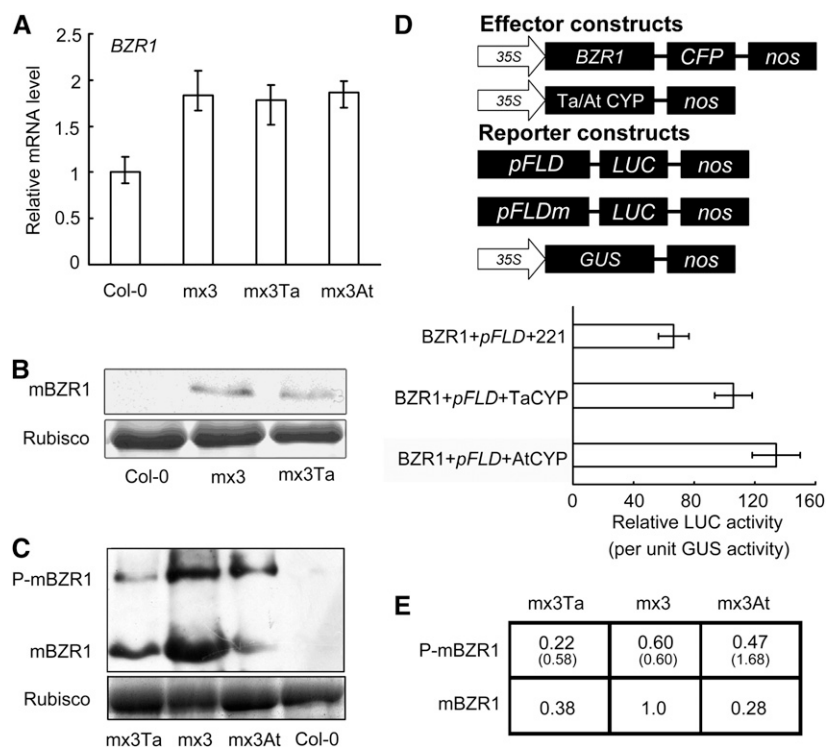 A
BZR1
Relative mRNA level
2.5
2
1.5
1
0.5
0
Col-0 mx3 mx3Ta mx3At
B
mBZR1
Rubisco
Col-0 mx3 mx3Ta
C
P-mBZR1
mBZR1
Rubisco
mx3Ta mx3 mx3At Col-0
D
Effector constructs
35S BZR1 CFP nos
35S Ta/At CYP nos
Reporter constructs
pFLD LUC nos
pFLDm LUC nos
35S GUS nos
BZR1+pFLD+221
BZR1+pFLD+TaCYP
BZR1+pFLD+AtCYP
0 40 80 120 160
Relative LUC activity
(per unit GUS activity)
E
mx3Ta mx3 mx3At
P-mBZR1 0.22 0.60 0.47
(0.58) (0.60) (1.68)
mBZR1 0.38 1.0 0.28